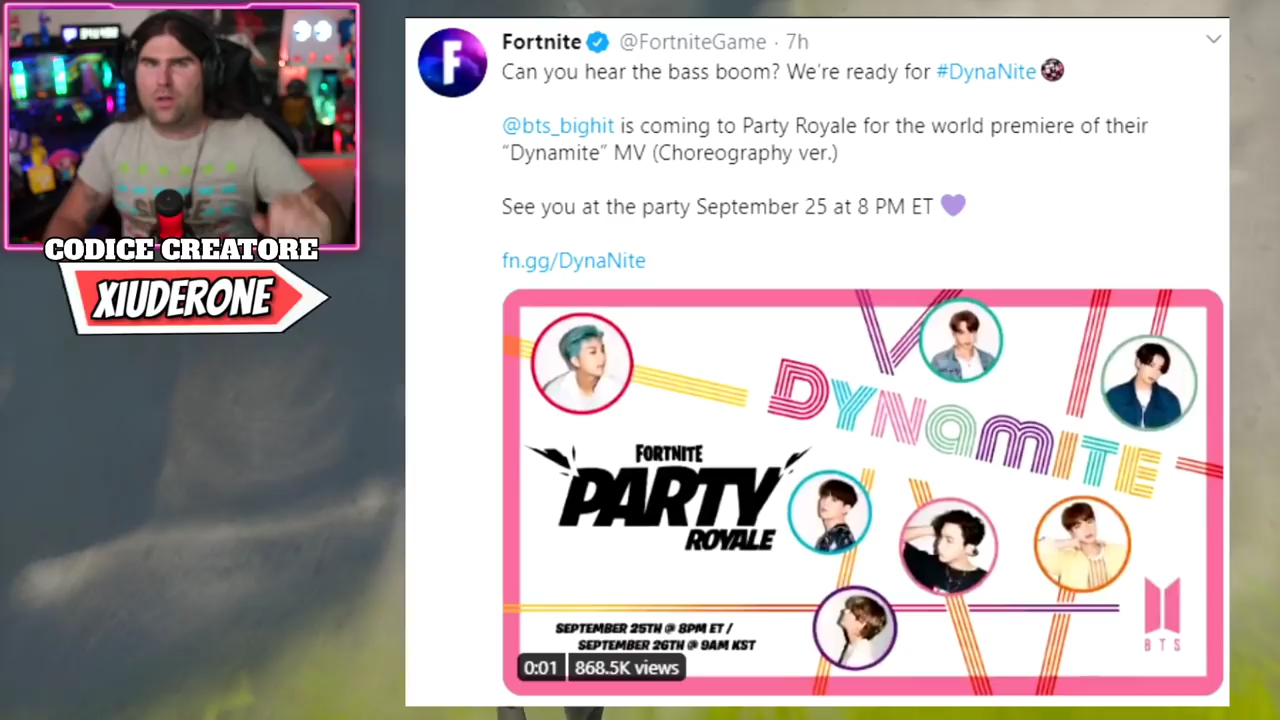 CODICE CREATORE
XIUDERONE
Fortnite @FortniteGame · 7h
Can you hear the bass boom? We're ready for #DynaNite
@bts_bighit is coming to Party Royale for the world premiere of their
“Dynamite” MV (Choreography ver.)
See you at the party September 25 at 8 PM ET
fn.gg/DynaNite
DYNAMITE
FORTNITE
PARTY
ROYALE
SEPTEMBER 25TH @ 8PM ET /
SEPTEMBER 26TH @ 9AM KST
BTS
0:01 868.5K views